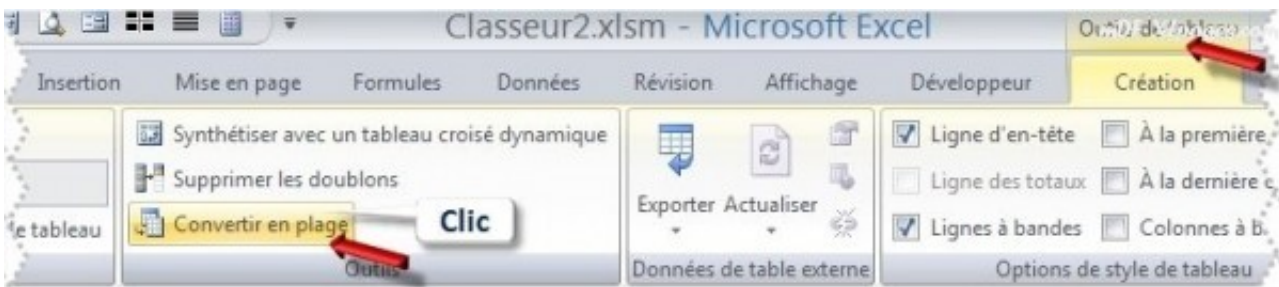 Classeur2.xlsm - Microsoft Excel
Insertion Mise en page Formules Données Révision Affichage Développeur Création
Synthétiser avec un tableau croisé dynamique
Supprimer les doublons
Convertir en plage
Clic
e tableau
Outils
Exporter Actualiser
Données de table externe
Ligne d'en-tête À la première
Ligne des totaux À la dernière c
Lignes à bandes Colonnes à b
Options de style de tableau